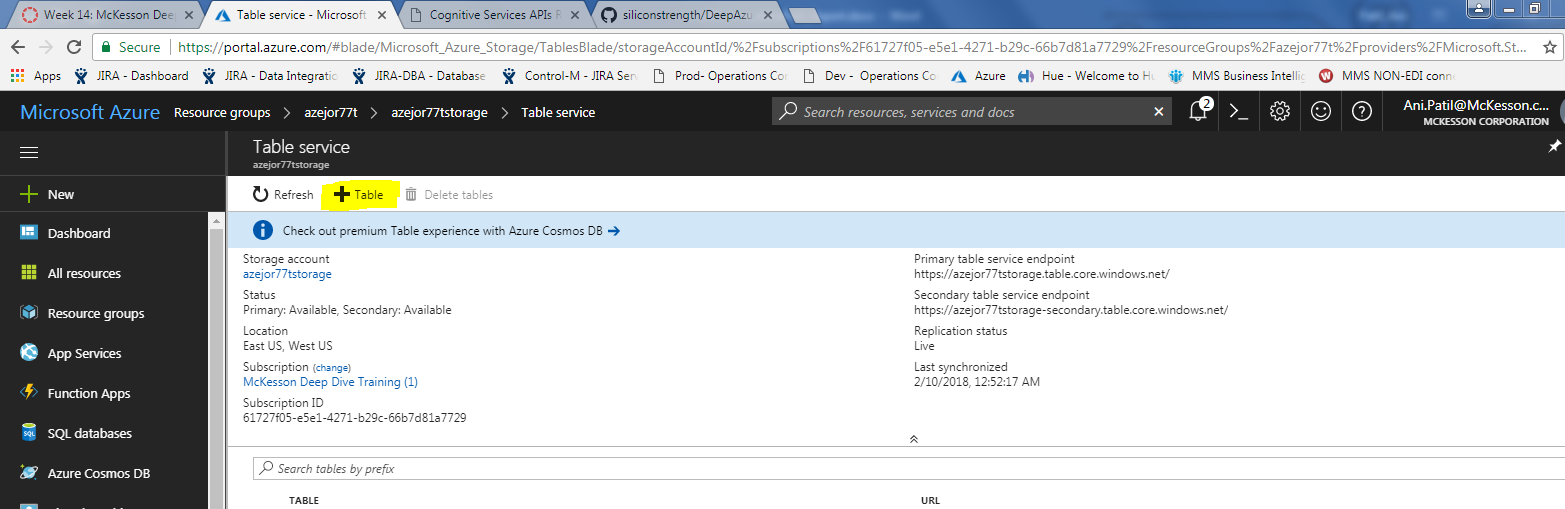 Week 14: McKesson Dee
Table service - Microsoft
Cognitive Services APIs R
siliconstrength/DeepAzu
Secure
https://portal.azure.com/#blade/Microsoft_Azure_Storage/TablesBlade/storageAccountId/%2Fsubscriptions%2F61727f05-e5e1-4271-b29c-66b7d81a7729%2FresourceGroups%2Fazejor77t%2Fproviders%2FMicrosoft.St...
Apps
JIRA - Dashboard
JIRA - Data Integratio
JIRA-DBA - Database
Control-M - JIRA Serv
Prod- Operations Cor
Dev - Operations Co
Azure
Hue - Welcome to Hu
MMS Business Intellig
MMS NON-EDI conn
Microsoft Azure
Resource groups > azejor77t > azejor77tstorage > Table service
Search resources, services and docs
2
Ani.Patil@McKesson.c...
MCKESSON CORPORATION
New
Dashboard
All resources
Resource groups
App Services
Function Apps
SQL
SQL databases
Azure Cosmos DB
Table service
azejor77tstorage
Refresh
Table
Delete tables
Check out premium Table experience with Azure Cosmos DB
Storage account
azejor77tstorage
Status
Primary: Available, Secondary: Available
Location
East US, West US
Subscription (change)
McKesson Deep Dive Training (1)
Subscription ID
61727f05-e5e1-4271-b29c-66b7d81a7729
Primary table service endpoint
https://azejor77tstorage.table.core.windows.net/
Secondary table service endpoint
https://azejor77tstorage-secondary.table.core.windows.net/
Replication status
Live
Last synchronized
2/10/2018, 12:52:17 AM
Search tables by prefix
TABLE
URL